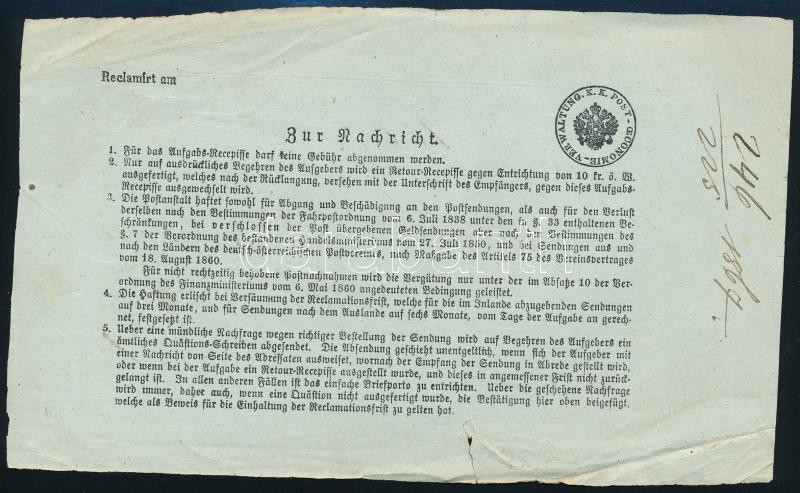 Reclamirt am
VERWALTUNG. K. K. POST-OECONOMIE-
Zur Nachricht.
1. Für das Aufgabs-Recepisse darf keine Gebühr abgenommen werden.
2. Nur auf ausdrückliches Begehren des Aufgebers wird ein Retour-Recepisse gegen Entrichtung von 10 kr. ö. W.
ausgefertigt, welches nach der Rücklangung, versehen mit der Unterschrift des Empfängers, gegen dieses Aufgabs-
Recepisse ausgewechselt wird.
3. Die Postanstalt haftet sowohl für Abgang und Beschädigung an den Postsendungen, als auch für den Verlust
derselben nach den Bestimmungen der Fahrpostordnung vom 6. Juli 1838 unter den in §. 33 enthaltenen Be-
schränkungen, bei verschlossen der Post übergebenen Geldsendungen aber nach den Bestimmungen des
§. 7 der Verordnung des bestandenen Handelsministeriums vom 27. Juli 1850, und bei Sendungen aus und
nach den Ländern des deutsch-österreichischen Postvereins, nach Maßgabe des Artikels 75 des Vereinsvertrages
vom 18. August 1860.
Für nicht rechtzeitig behobene Postnachnahmen wird die Vergütung nur unter der im Absatz 10 der Ver-
ordnung des Finanzministeriums vom 6. Mai 1860 angedeuteten Bedingung geleistet.
4. Die Haftung erlischt bei Versäumung der Reclamationsfrist, welche für die im Inlande abzugebenden Sendungen
auf drei Monate, und für Sendungen nach dem Auslande auf sechs Monate, vom Tage der Aufgabe an gerech-
net, festgesetzt ist.
5. Ueber eine mündliche Nachfrage wegen richtiger Bestellung der Sendung wird auf Begehren des Aufgebers ein
ämtliches Quästions-Schreiben abgesendet. Die Absendung geschieht unentgeltlich, wenn sich der Aufgeber mit
einer Nachricht von Seite des Adressaten ausweiset, wornach der Empfang der Sendung in Abrede gestellt wird,
oder wenn bei der Aufgabe ein Retour-Recepisse ausgestellt wurde, und dieses in angemessener Frist nicht zurück-
gelangt ist. In allen anderen Fällen ist das einfache Briefporto zu entrichten. Ueber die geschehene Nachfrage
wird immer, daher auch, wenn eine Quästion nicht ausgefertigt wurde, die Bestätigung hier oben beigefügt,
welche als Beweis für die Einhaltung der Reclamationsfrist zu gelten hat.
246
225
1864.
darabanth.com